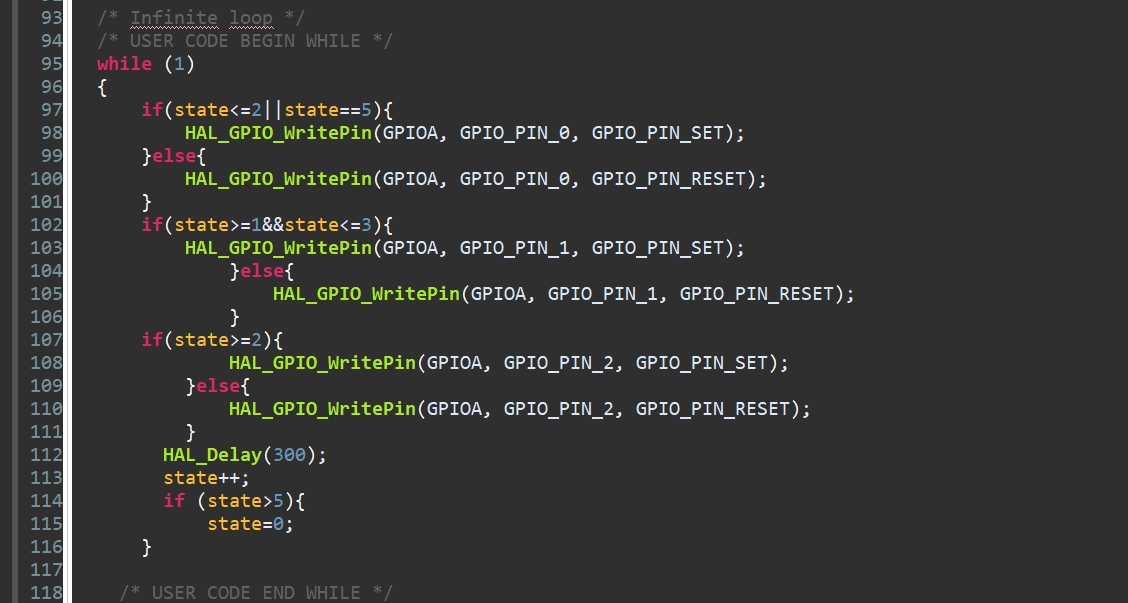 93 /* Infinite loop */
94 /* USER CODE BEGIN WHILE */
95 while (1)
96 {
97 if(state<=2||state==5){
98 HAL_GPIO_WritePin(GPIOA, GPIO_PIN_0, GPIO_PIN_SET);
99 }else{
100 HAL_GPIO_WritePin(GPIOA, GPIO_PIN_0, GPIO_PIN_RESET);
101 }
102 if(state>=1&&state<=3){
103 HAL_GPIO_WritePin(GPIOA, GPIO_PIN_1, GPIO_PIN_SET);
104 }else{
105 HAL_GPIO_WritePin(GPIOA, GPIO_PIN_1, GPIO_PIN_RESET);
106 }
107 if(state>=2){
108 HAL_GPIO_WritePin(GPIOA, GPIO_PIN_2, GPIO_PIN_SET);
109 }else{
110 HAL_GPIO_WritePin(GPIOA, GPIO_PIN_2, GPIO_PIN_RESET);
111 }
112 HAL_Delay(300);
113 state++;
114 if (state>5){
115 state=0;
116 }
117
118 /* USER CODE END WHILE */